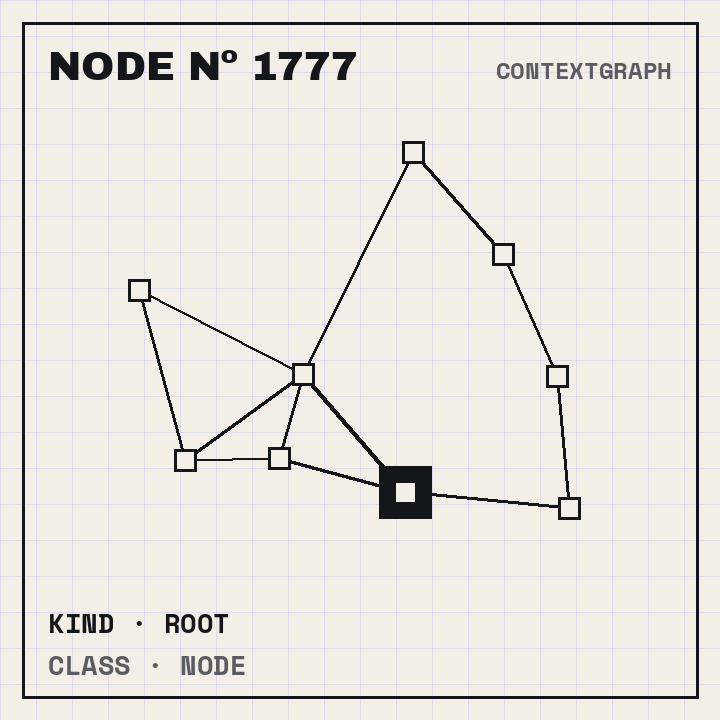 NODE Nº 1777
CONTEXTGRAPH
KIND · ROOT
CLASS · NODE